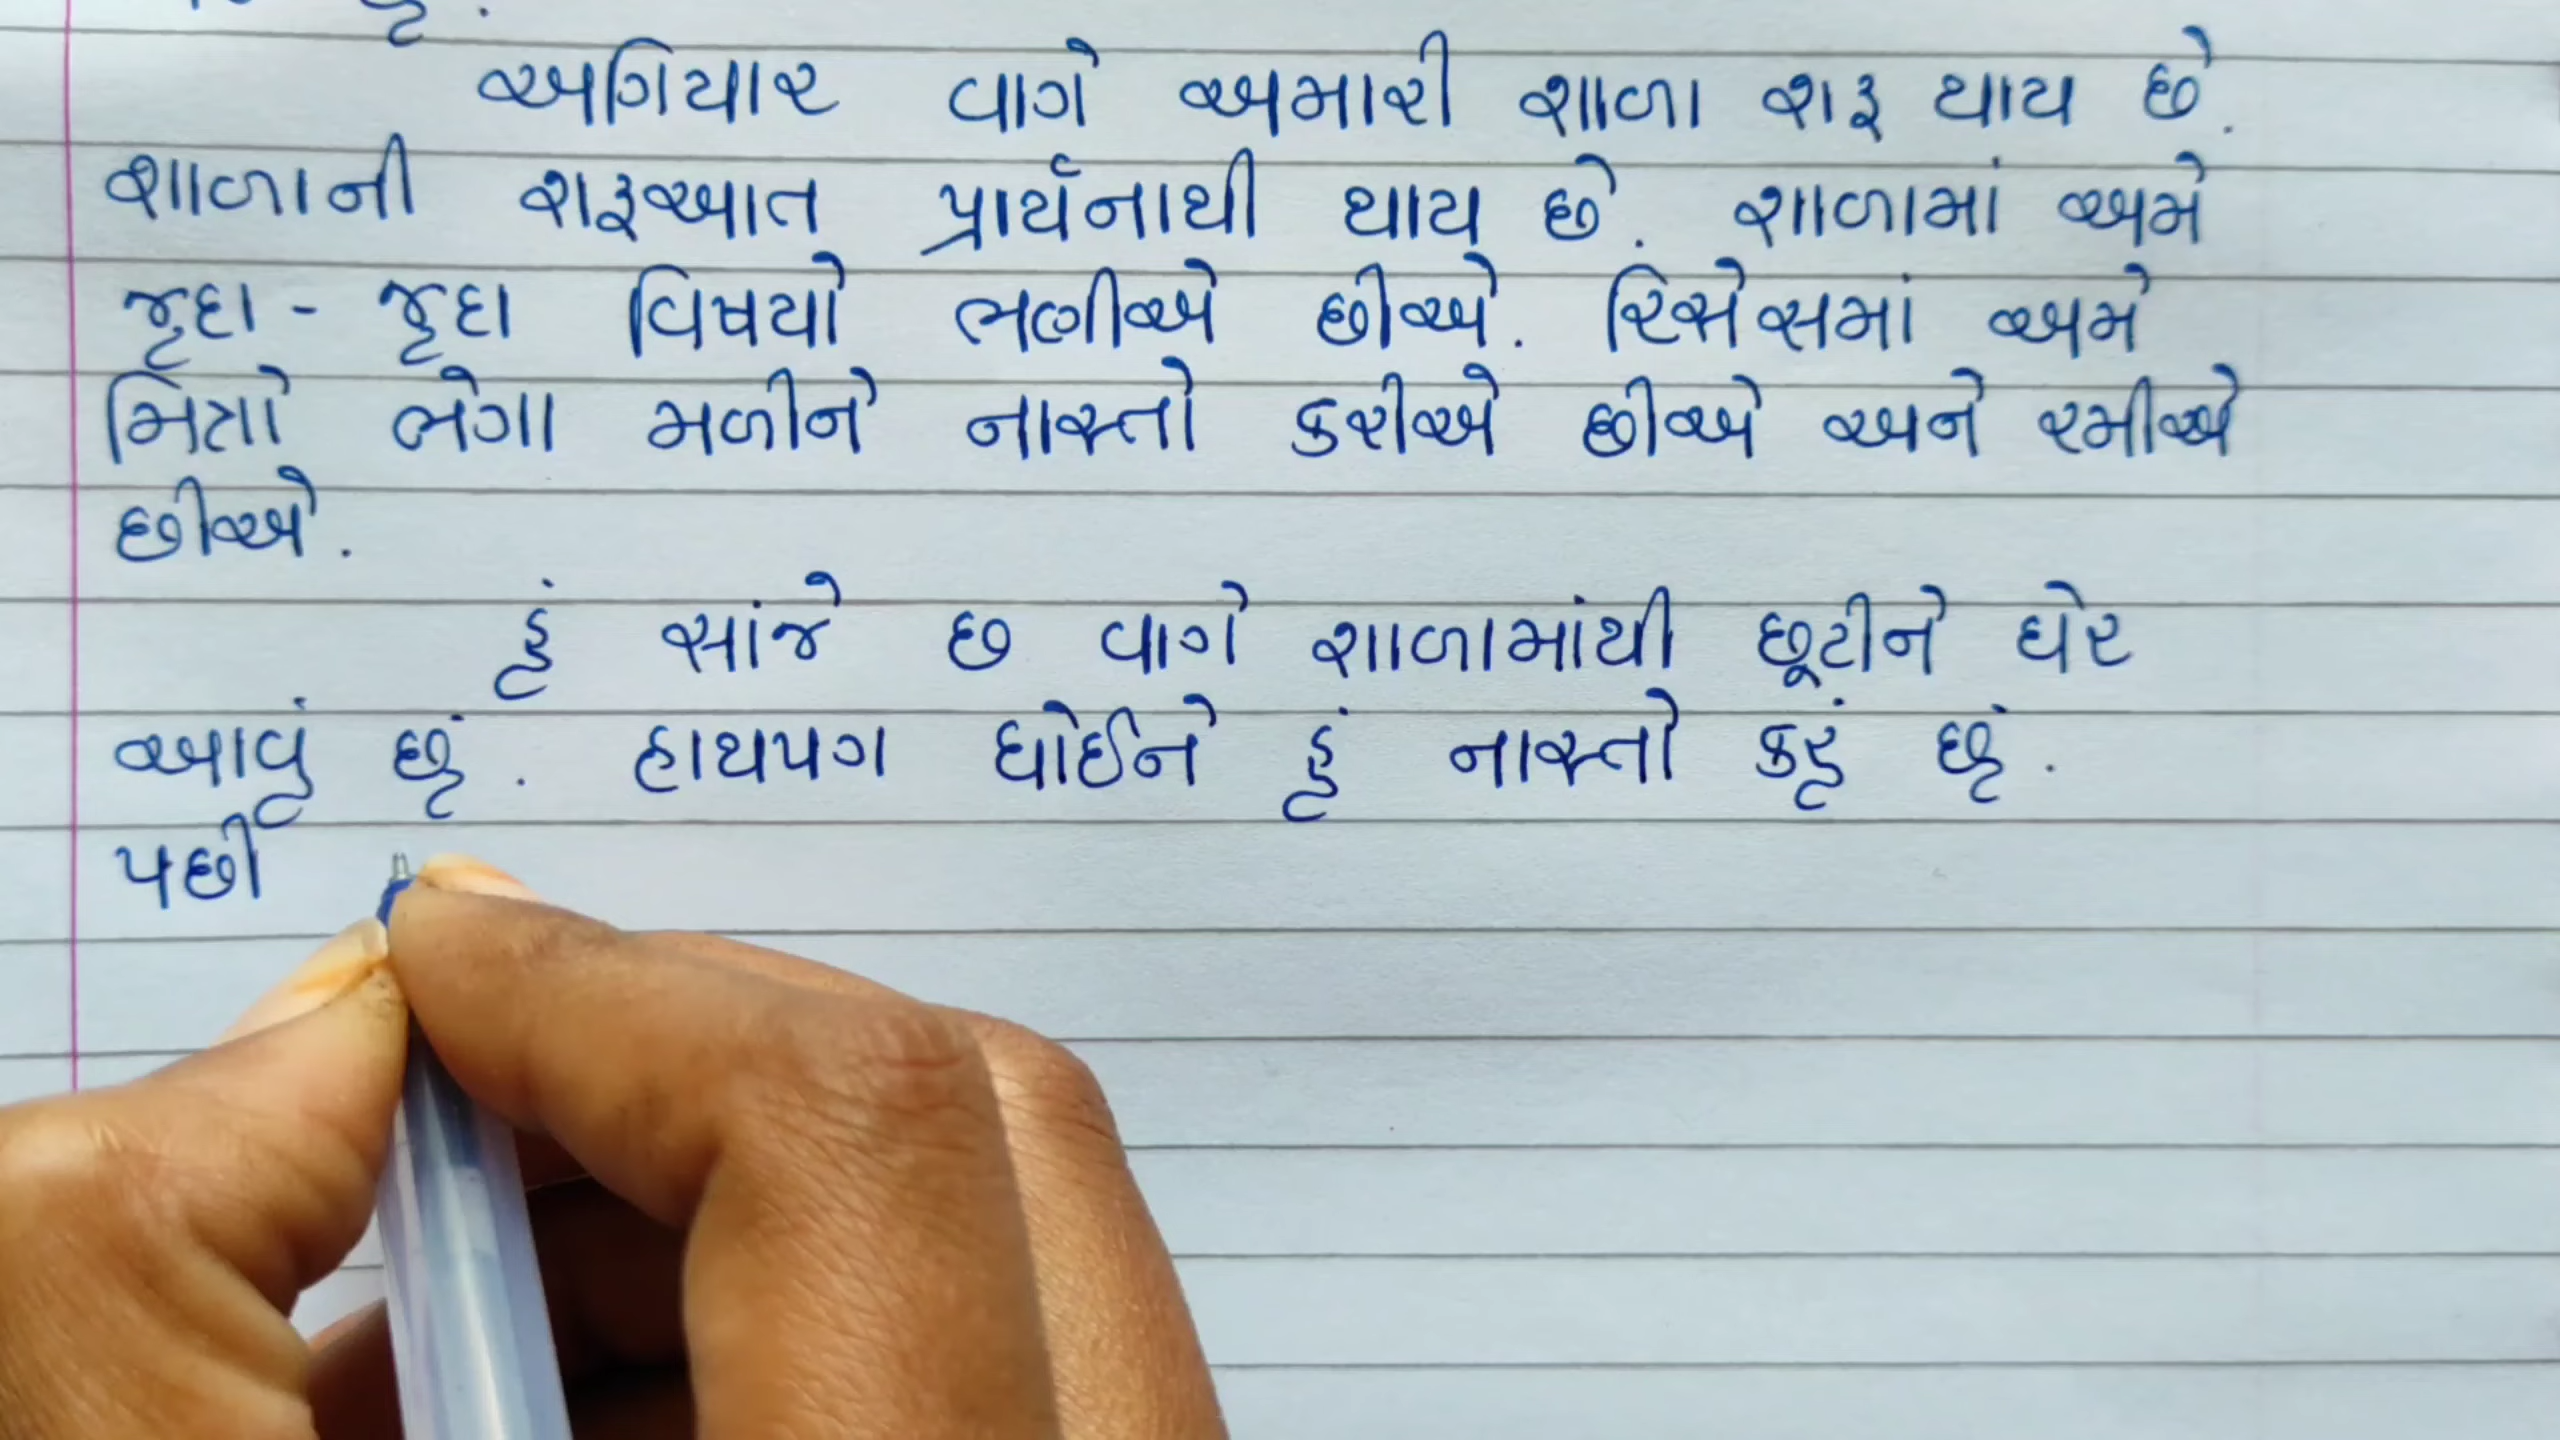 અગિયાર વાગે અમારી શાળા શરૂ થાય છે.
શાળાની શરૂઆત પ્રાર્થનાથી થાય છે. શાળામાં અમે
જૂદા - જૂદા વિષયો ભણીએ છીએ. રિસેસમાં અમે
મિત્રો ભેગા મળીને નાસ્તો કરીએ છીએ અને રમીએ
છીએ.
હું સાંજે છ વાગે શાળામાંથી છૂટીને ઘેર
આવું છું. હાથપગ ધોઈને હું નાસ્તો કરું છું.
પછી